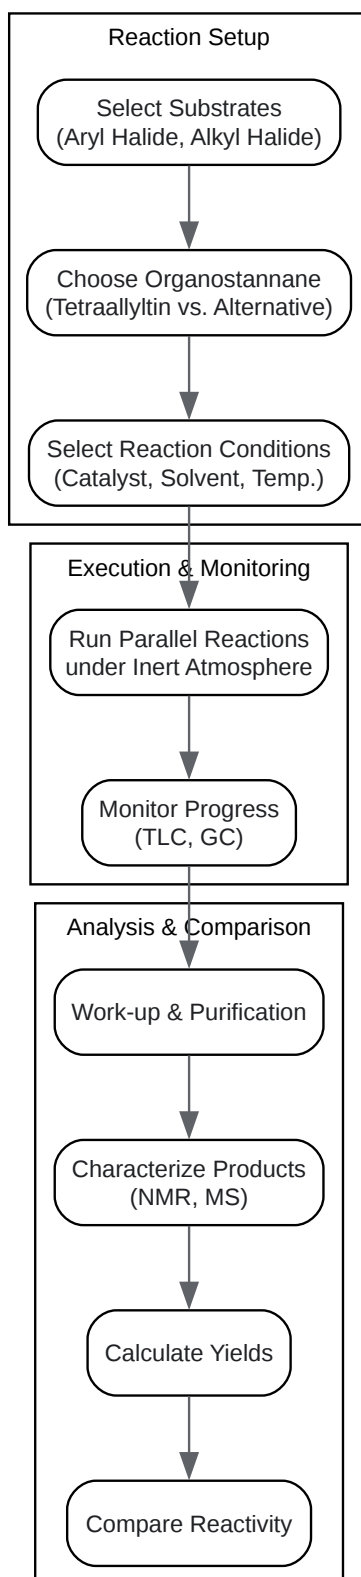 Reaction Setup
Select Substrates
(Aryl Halide, Alkyl Halide)
Choose Organostannane
(Tetraallyltin vs. Alternative)
Select Reaction Conditions
(Catalyst, Solvent, Temp.)
Execution & Monitoring
Run Parallel Reactions
under Inert Atmosphere
Monitor Progress
(TLC, GC)
Analysis & Comparison
Work-up & Purification
Characterize Products
(NMR, MS)
Calculate Yields
Compare Reactivity